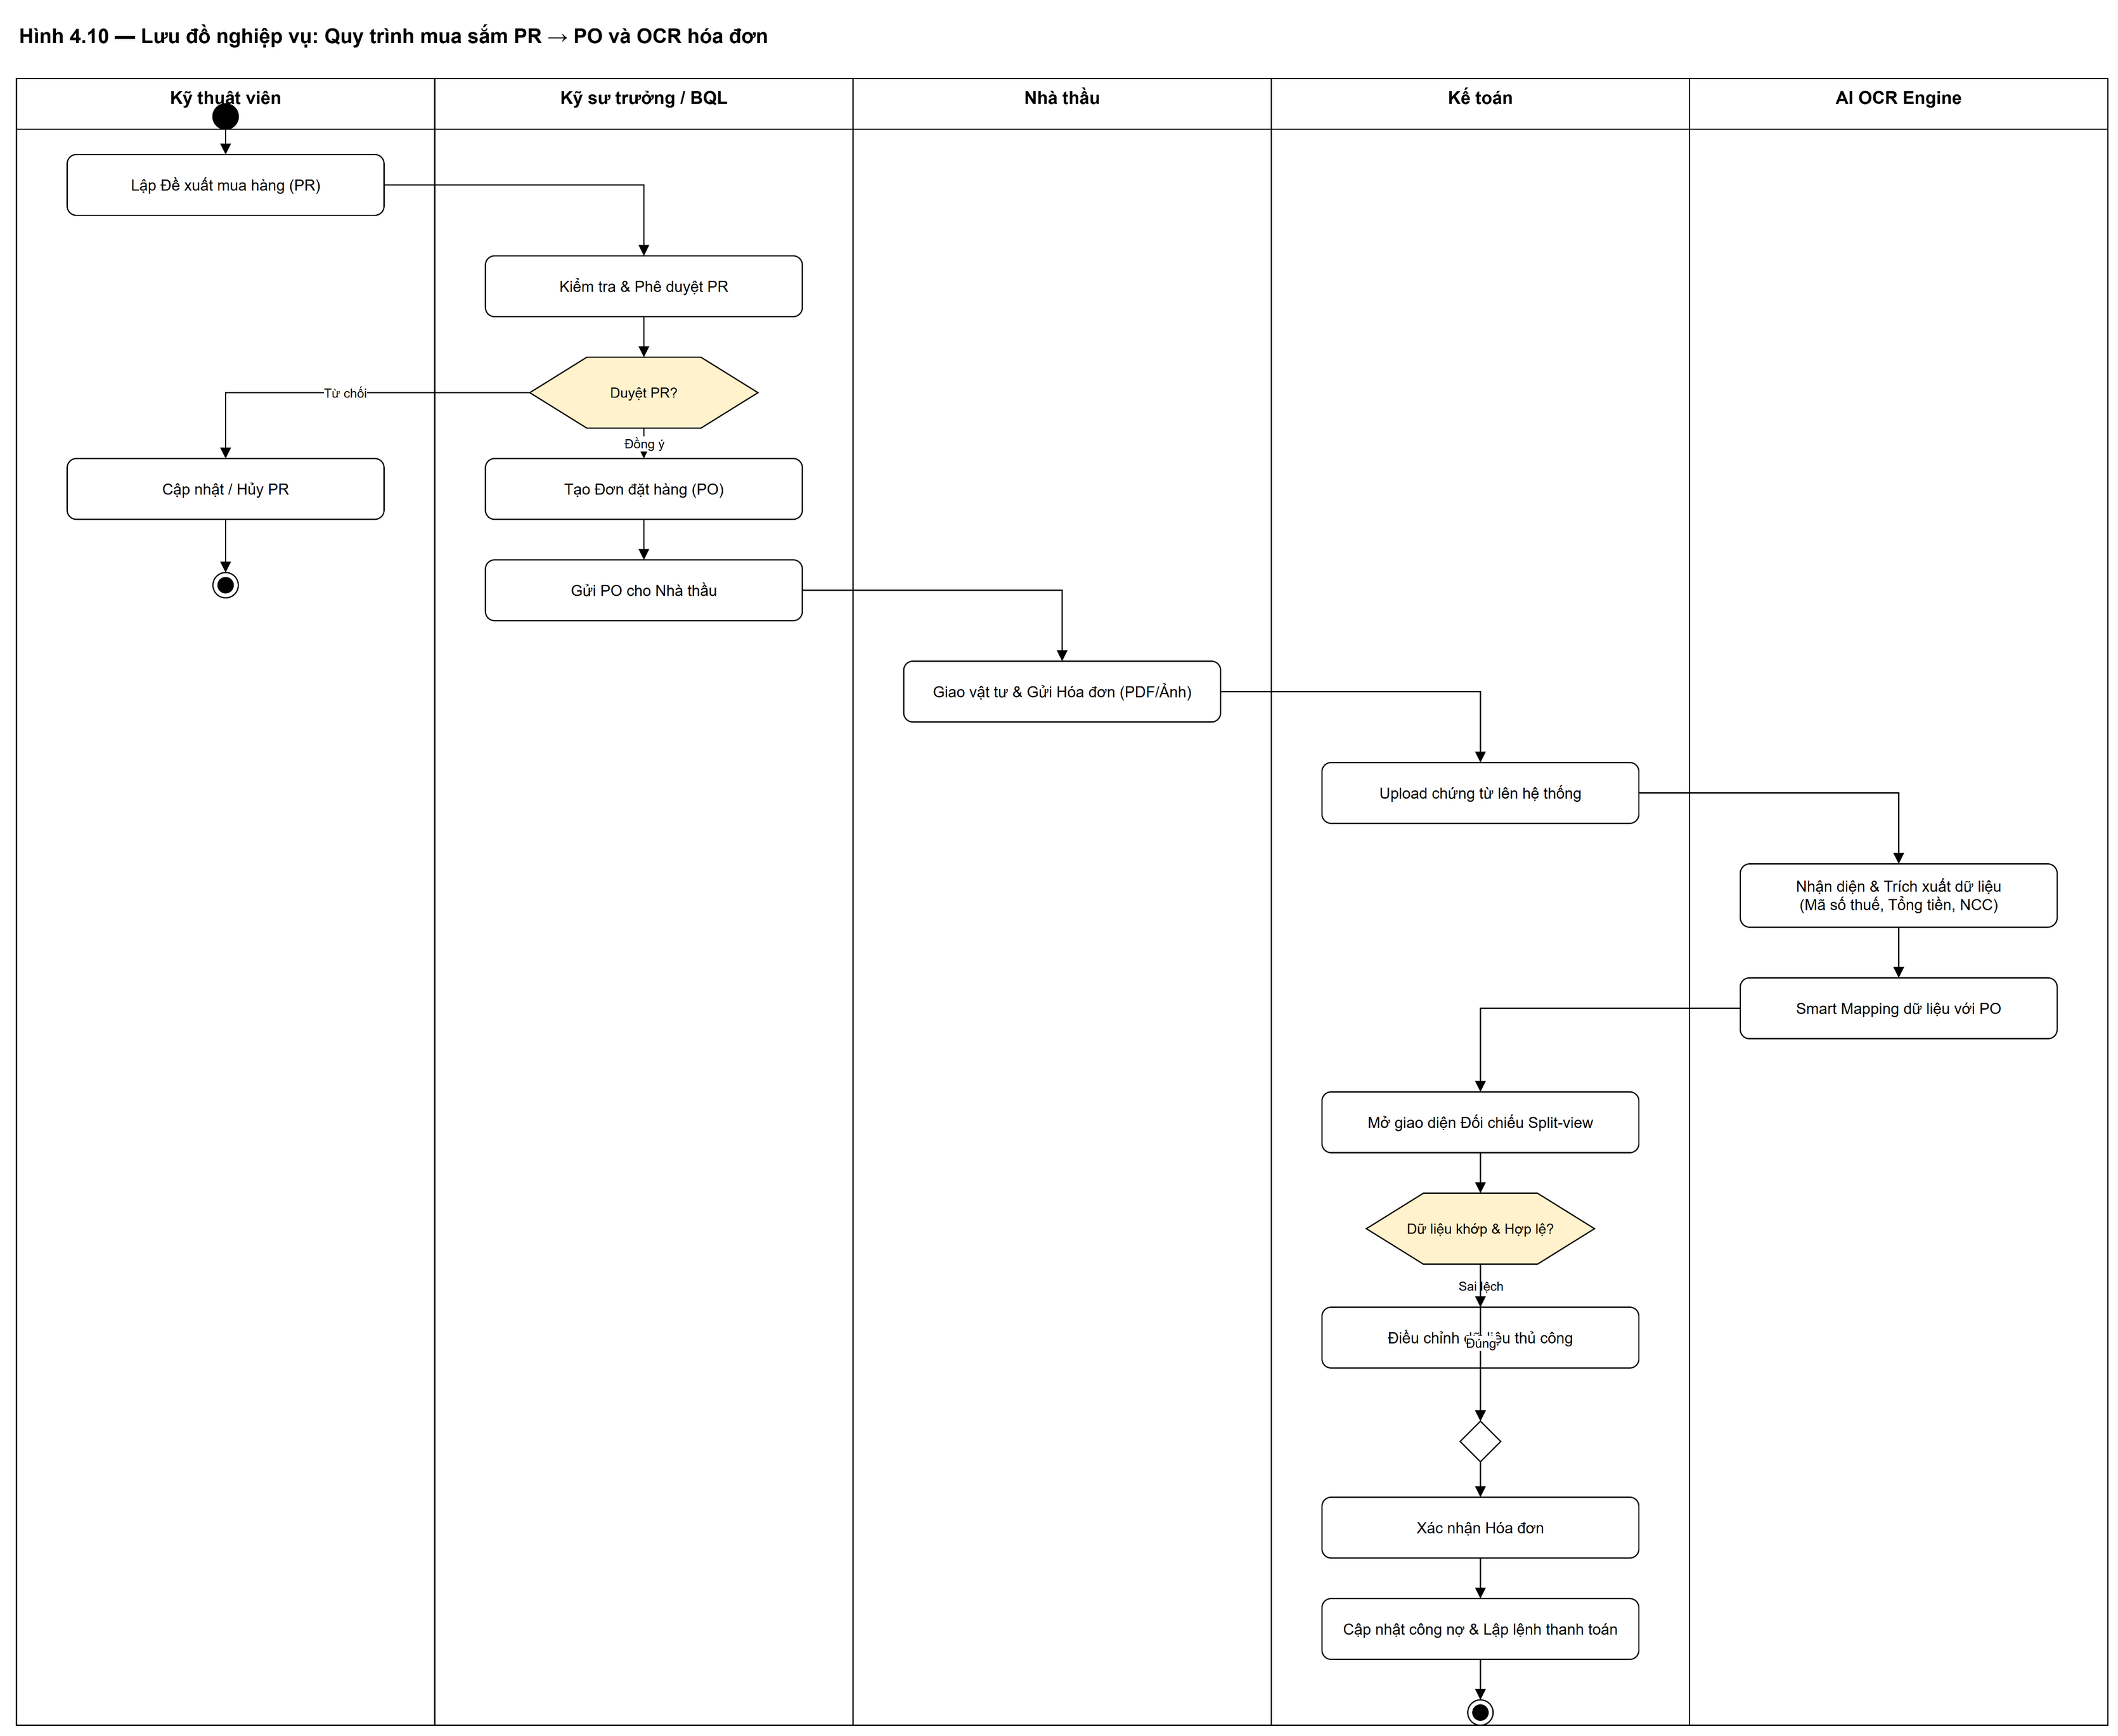 Hình 4.10 — Lưu đồ nghiệp vụ: Quy trình mua sắm PR → PO và OCR hóa đơn
Kỹ thuật viên
Kỹ sư trưởng / BQL
Nhà thầu
Kế toán
AI OCR Engine
Lập Đề xuất mua hàng (PR)
Kiểm tra & Phê duyệt PR
Duyệt PR?
Từ chối
Đồng ý
Cập nhật / Hủy PR
Tạo Đơn đặt hàng (PO)
Gửi PO cho Nhà thầu
Giao vật tư & Gửi Hóa đơn (PDF/Ảnh)
Upload chứng từ lên hệ thống
Nhận diện & Trích xuất dữ liệu
(Mã số thuế, Tổng tiền, NCC)
Smart Mapping dữ liệu với PO
Mở giao diện Đối chiếu Split-view
Dữ liệu khớp & Hợp lệ?
Sai lệch
Điều chỉnh dữ liệu thủ công
Đúng
Xác nhận Hóa đơn
Cập nhật công nợ & Lập lệnh thanh toán